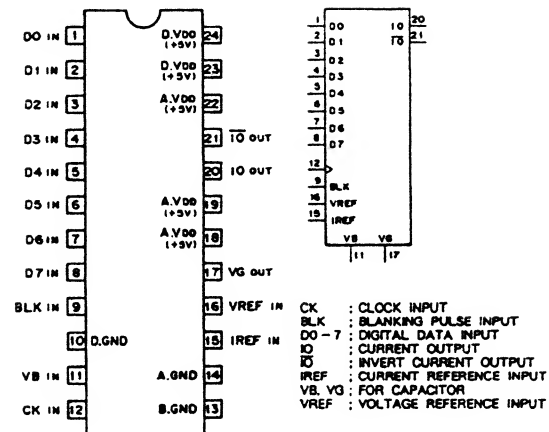 D0 IN 1
D1 IN 2
D2 IN 3
D3 IN 4
D4 IN 5
D5 IN 6
D6 IN 7
D7 IN 8
BLK IN 9
10 D.GND
VB IN 11
CK IN 12
D.VDD 24
(+5V)
D.VDD 23
(+5V)
A.VDD 22
(+5V)
21 IO OUT
20 IO OUT
A.VDD 19
(+5V)
A.VDD 18
(+5V)
17 VG OUT
16 VREF IN
15 IREF IN
A.GND 14
B.GND 13
1 D0 IO 20
2 D1 IO 21
3 D2
4 D3
5 D4
6 D5
7 D6
8 D7
12
9 BLK
16 VREF
15 IREF
VB VG
11 17
CK : CLOCK INPUT
BLK : BLANKING PULSE INPUT
D0 - 7 : DIGITAL DATA INPUT
IO : CURRENT OUTPUT
IO : INVERT CURRENT OUTPUT
IREF : CURRENT REFERENCE INPUT
VB, VG : FOR CAPACITOR
VREF : VOLTAGE REFERENCE INPUT